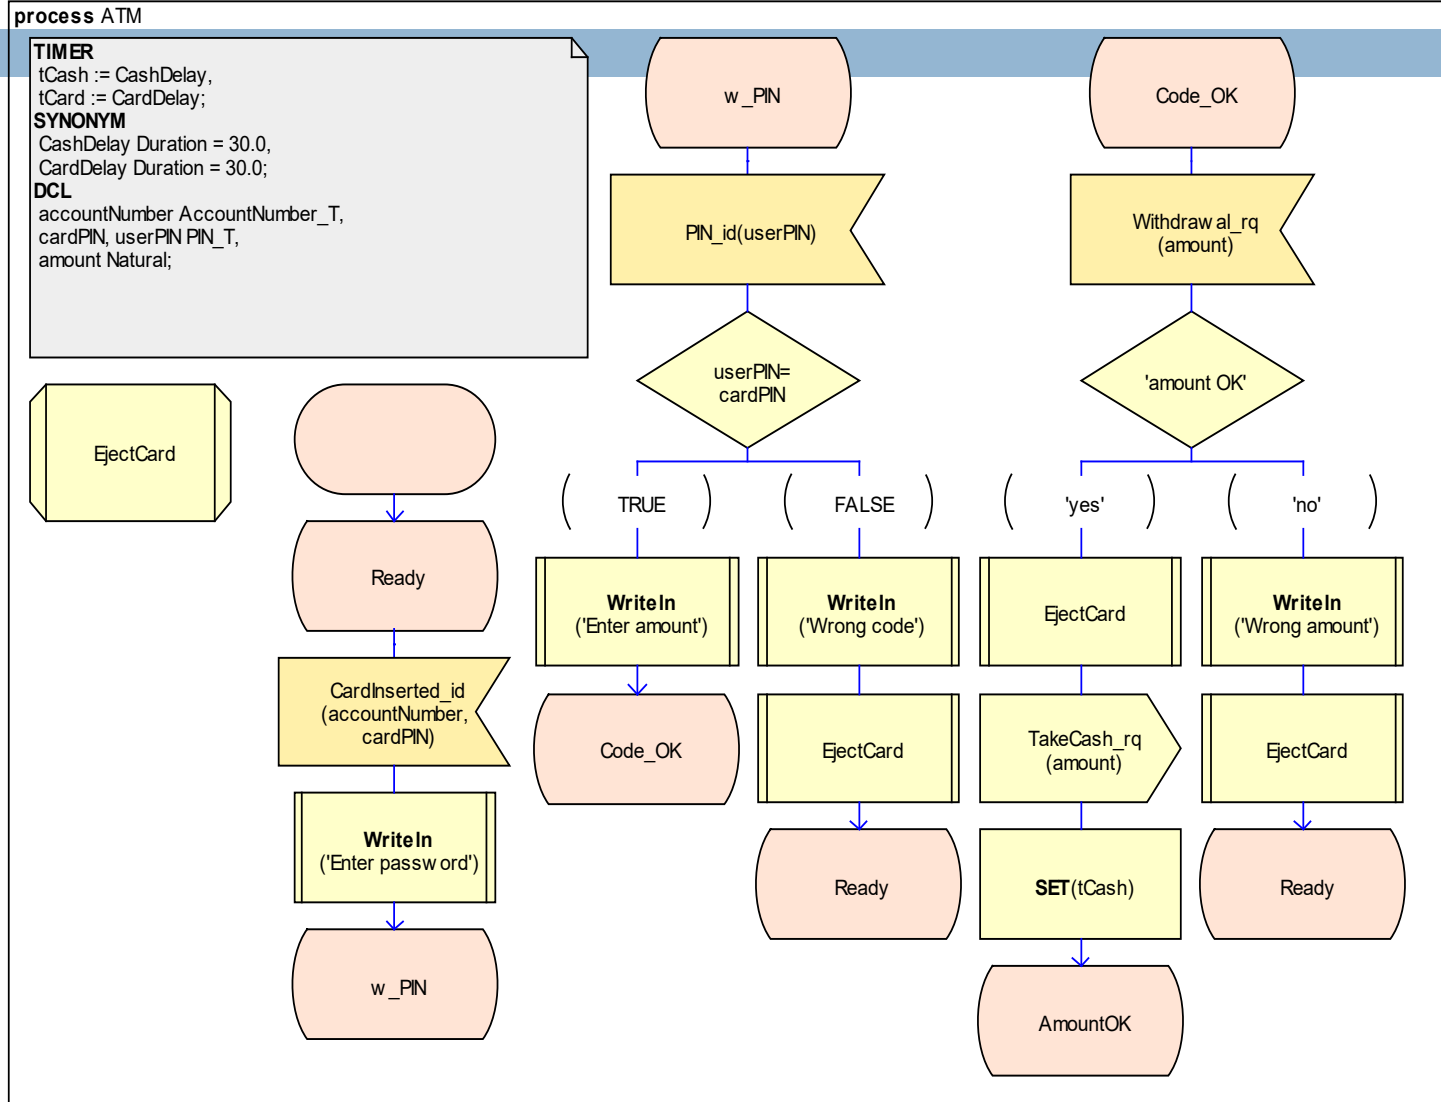 process ATM
TIMER
tCash := CashDelay,
tCard := CardDelay;
SYNONYM
CashDelay Duration = 30.0,
CardDelay Duration = 30.0;
DCL
accountNumber AccountNumber_T,
cardPIN, userPIN PIN_T,
amount Natural;
EjectCard
Ready
CardInserted_id
(accountNumber,
cardPIN)
Writeln
('Enter password')
w_PIN
w_PIN
PIN_id(userPIN)
userPIN=
cardPIN
TRUE
FALSE
Writeln
('Enter amount')
Code_OK
Writeln
('Wrong code')
EjectCard
Ready
Code_OK
Withdrawal_rq
(amount)
'amount OK'
'yes'
'no'
EjectCard
TakeCash_rq
(amount)
SET(tCash)
AmountOK
Writeln
('Wrong amount')
EjectCard
Ready